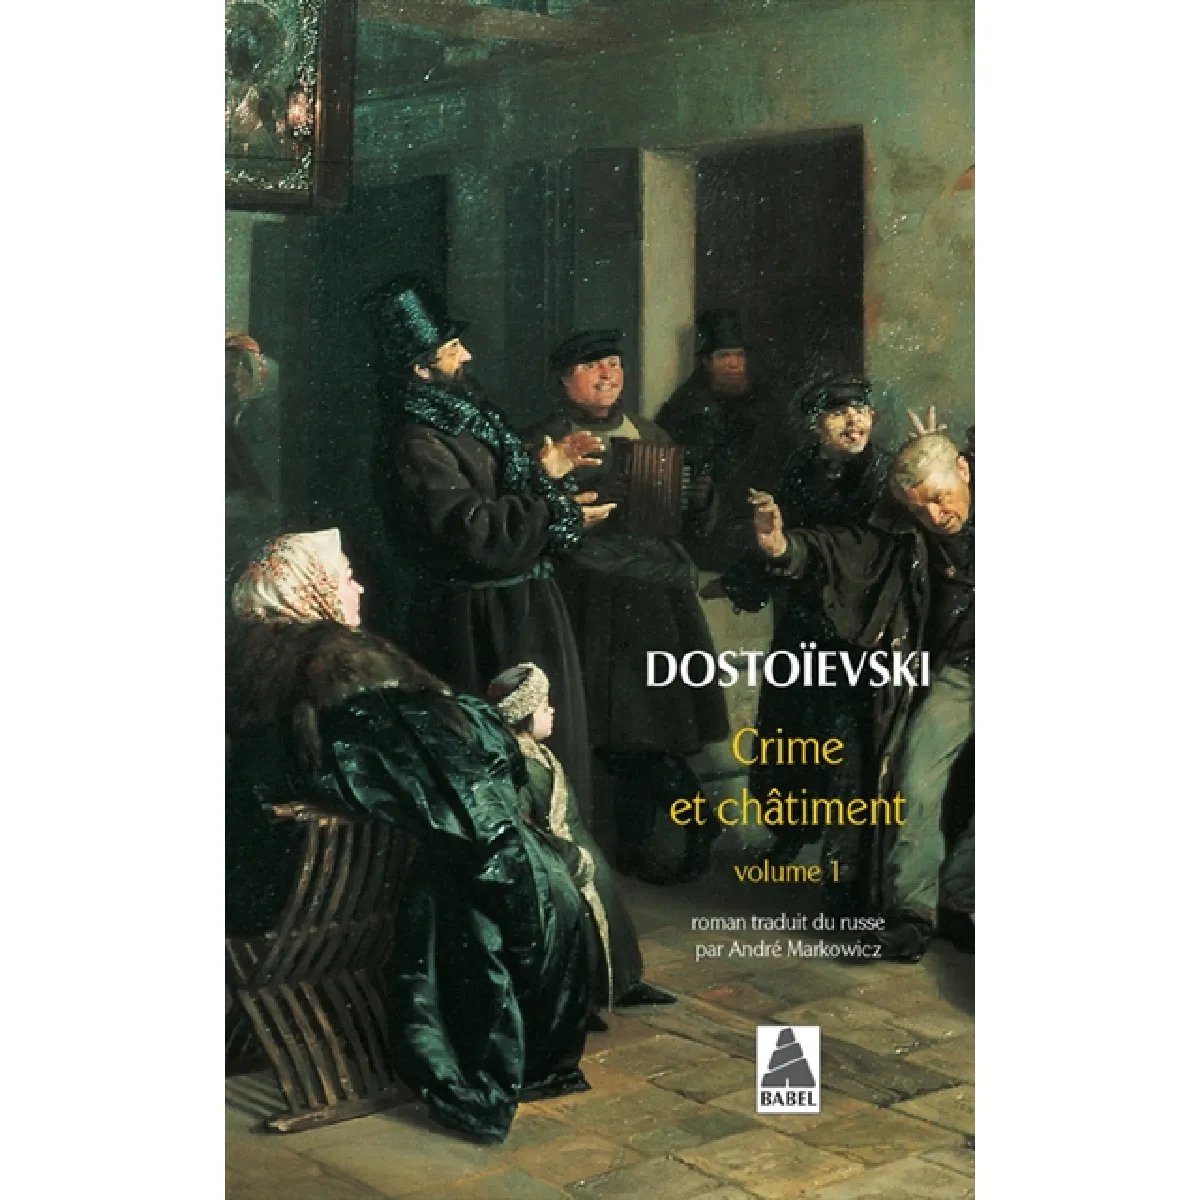 DOSTOÏEVSKI
Crime
et châtiment
volume 1
roman traduit du russe
par André Markowicz
BABEL